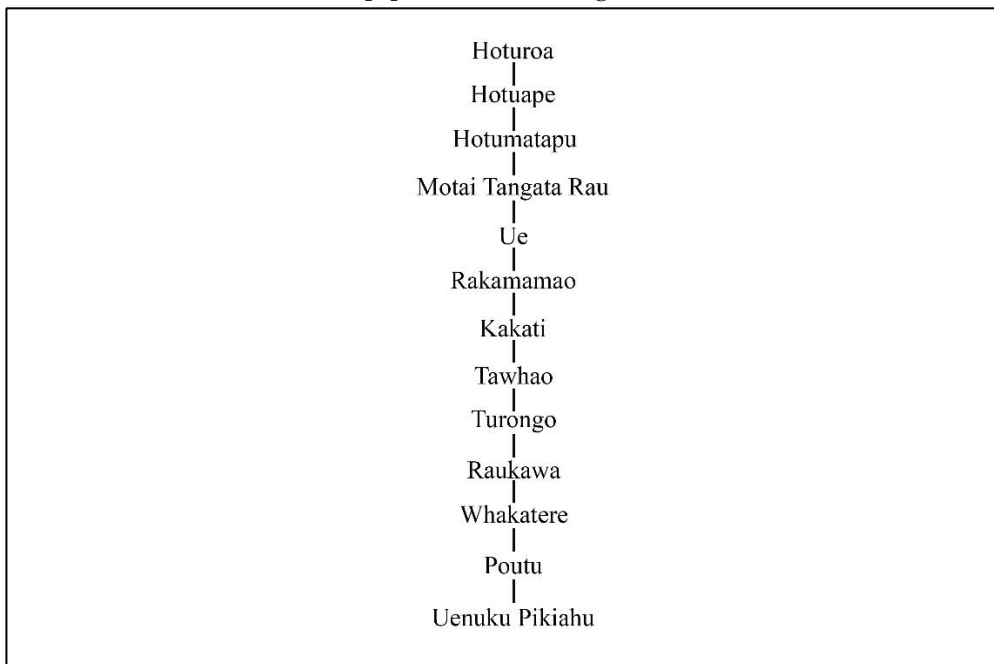 Hoturoa
Hotuape
Hotumatapu
Motai Tangata Rau
Ue
Rakamamao
Kakati
Tawhao
Turongo
Raukawa
Whakatere
Poutu
Uenuku Pikiahu